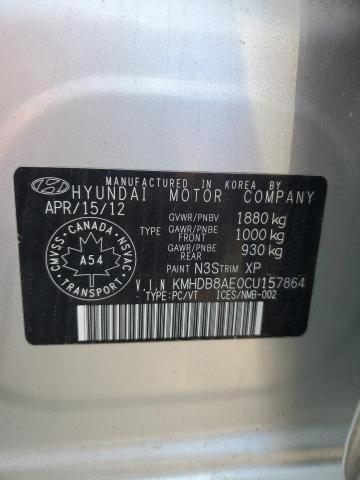 MANUFACTURED IN KOREA BY
HYUNDAI MOTOR COMPANY
APR/15/12
GVWR/PNBV 1880 kg
TYPE GAWR/PNBE FRONT 1000 kg
GAWR/PNBE REAR 930 kg
PAINT N3S TRIM XP
V.I.N KMHDB8AE0CU157864
TYPE:PC/VT ICES/NMB-002
CMVSS. CANADA. NSVAC
A54
TRANSPORT